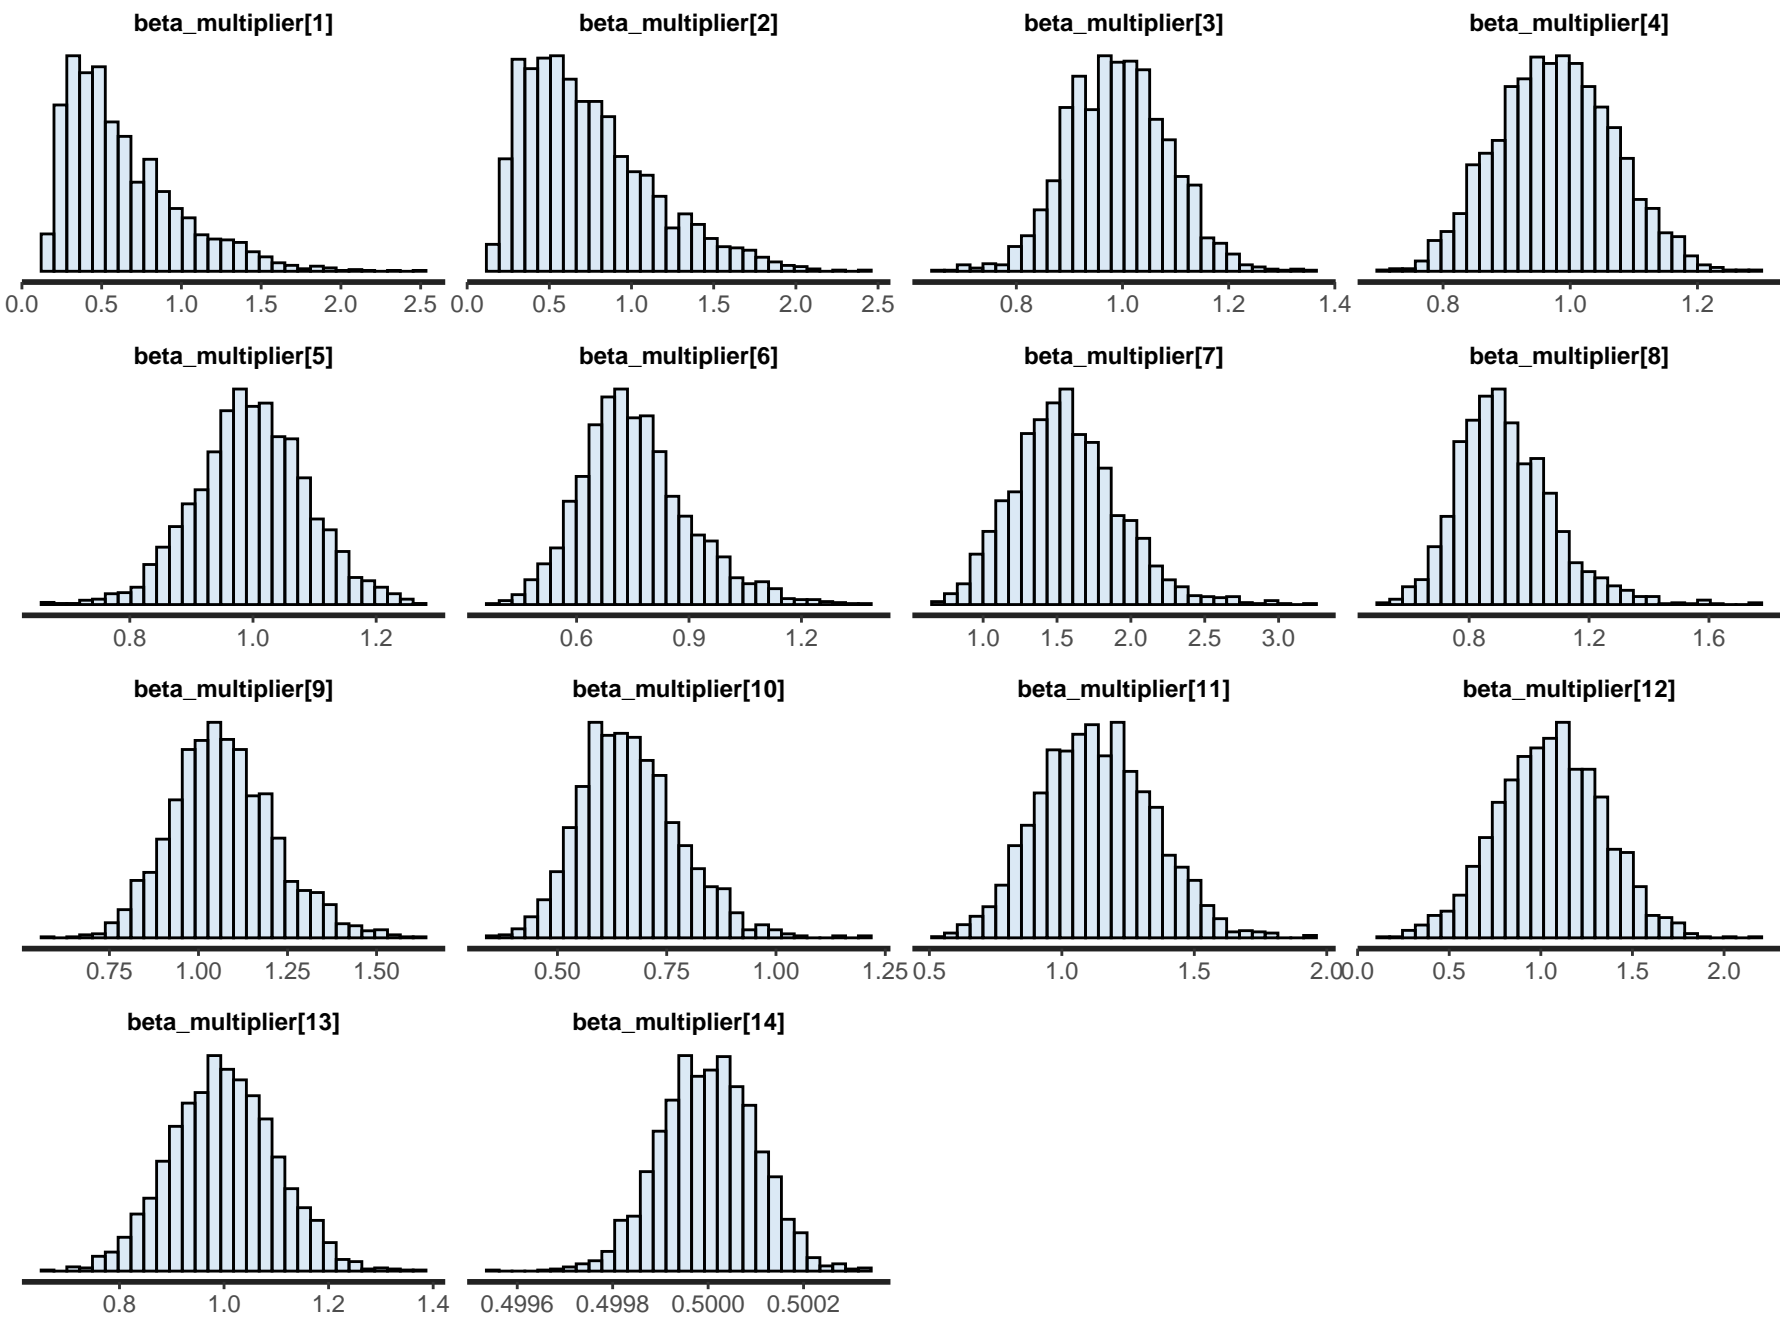 beta_multiplier[1] beta_multiplier[2] beta_multiplier[3] beta_multiplier[4]
0.0 0.5 1.0 1.5 2.0 2.5 0.0 0.5 1.0 1.5 2.0 2.5 0.8 1.0 1.2 1.4 0.8 1.0 1.2
beta_multiplier[5] beta_multiplier[6] beta_multiplier[7] beta_multiplier[8]
0.8 1.0 1.2 0.6 0.9 1.2 1.0 1.5 2.0 2.5 3.0 0.8 1.2 1.6
beta_multiplier[9] beta_multiplier[10] beta_multiplier[11] beta_multiplier[12]
0.75 1.00 1.25 1.50 0.50 0.75 1.00 1.25 0.5 1.0 1.5 2.0 0.0 0.5 1.0 1.5 2.0
beta_multiplier[13] beta_multiplier[14]
0.8 1.0 1.2 1.4 0.4996 0.4998 0.5000 0.5002